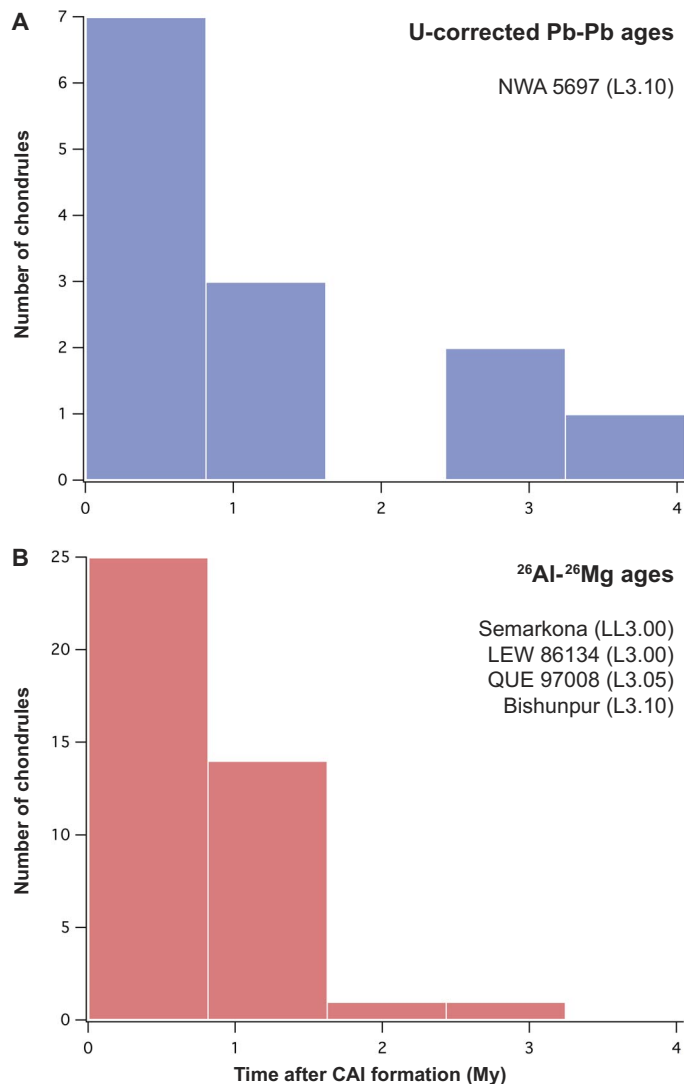 A
U-corrected Pb-Pb ages
NWA 5697 (L3.10)
Number of chondrules
7
6
5
4
3
2
1
0
0 1 2 3 4
B
²⁶Al-²⁶Mg ages
Semarkona (LL3.00)
LEW 86134 (L3.00)
QUE 97008 (L3.05)
Bishunpur (L3.10)
Number of chondrules
25
20
15
10
5
0
0 1 2 3 4
Time after CAI formation (My)